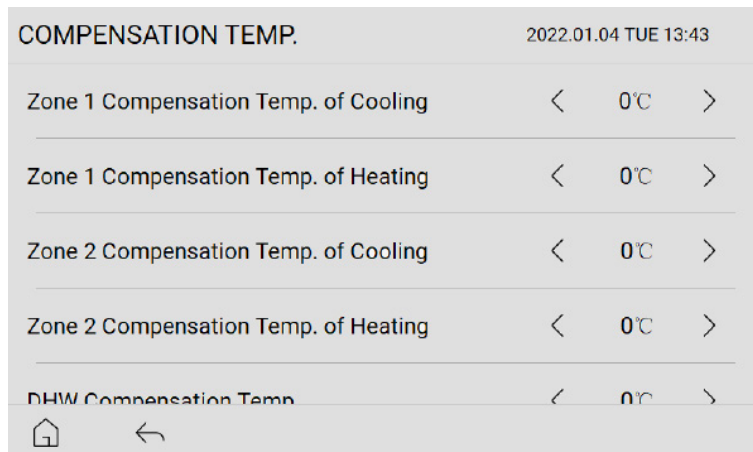 COMPENSATION TEMP.
2022.01.04 TUE 13:43
Zone 1 Compensation Temp. of Cooling
0℃
Zone 1 Compensation Temp. of Heating
0℃
Zone 2 Compensation Temp. of Cooling
0℃
Zone 2 Compensation Temp. of Heating
0℃
DHW Compensation Temp
0℃